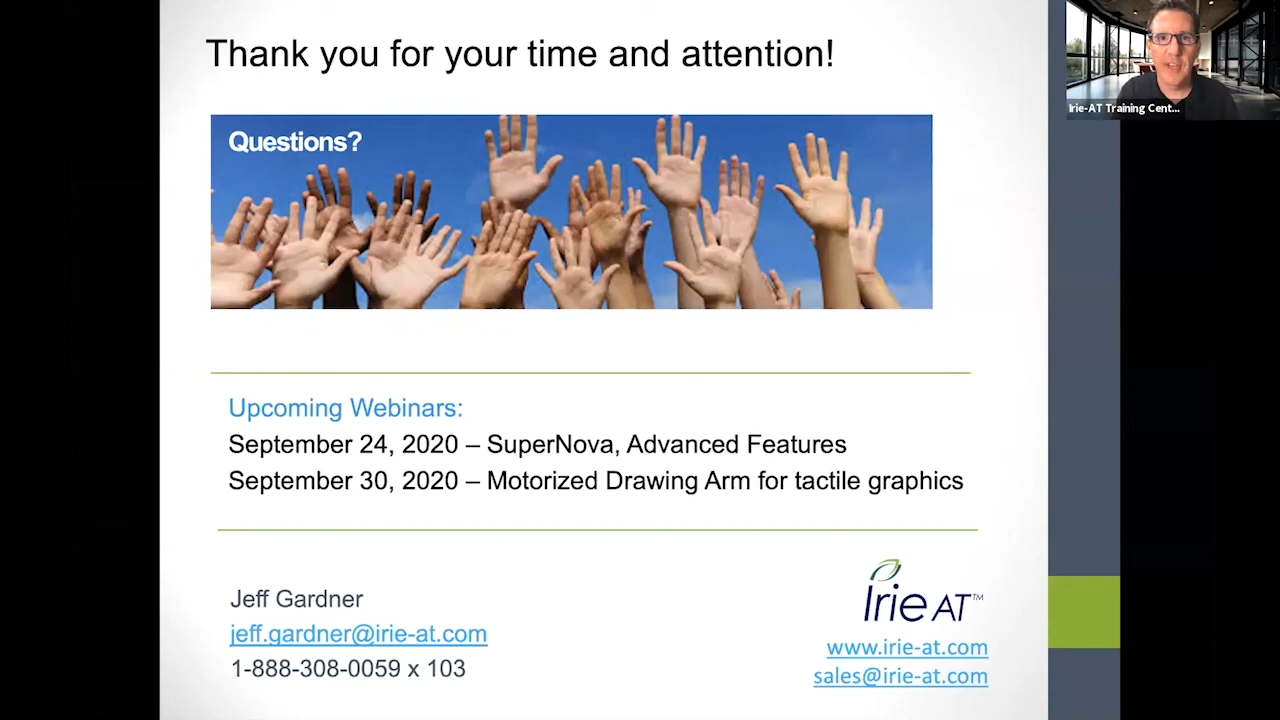 Thank you for your time and attention!
Irie-AT Training Cent...
Questions?
Upcoming Webinars:
September 24, 2020 – SuperNova, Advanced Features
September 30, 2020 – Motorized Drawing Arm for tactile graphics
Jeff Gardner
jeff.gardner@irie-at.com
1-888-308-0059 x 103
Irie AT™
www.irie-at.com
sales@irie-at.com